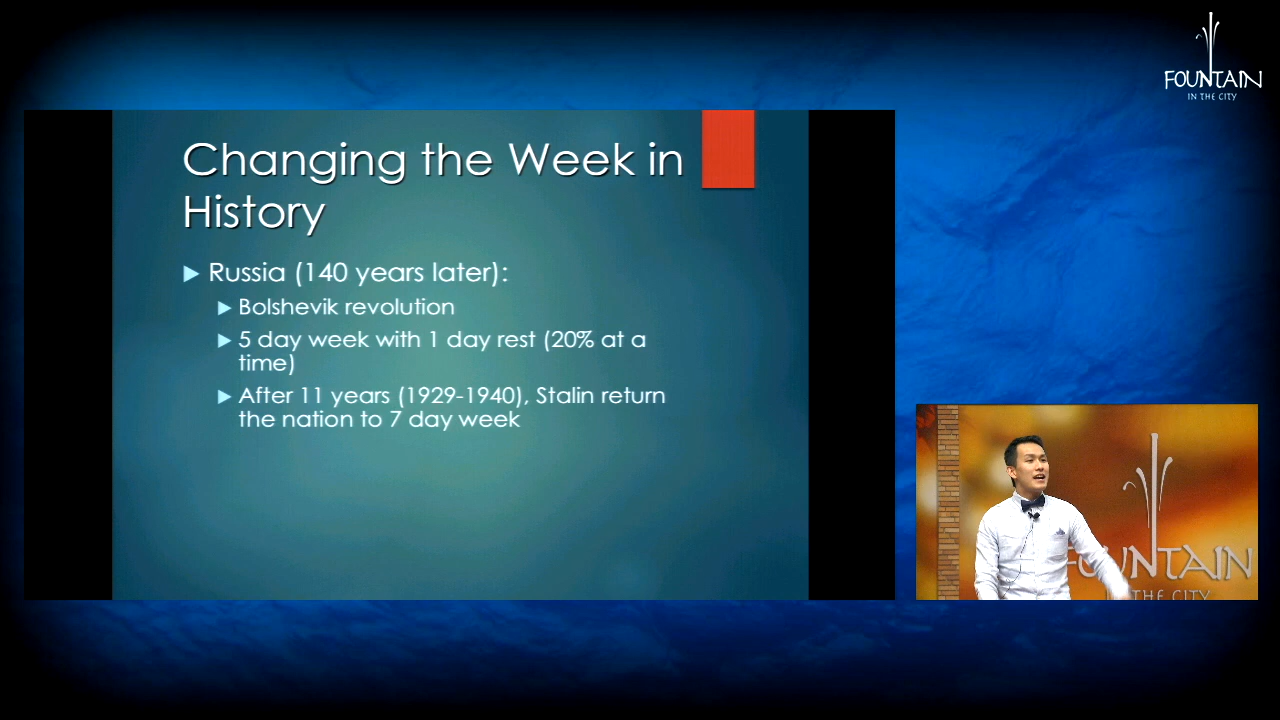 FOUNTAIN
IN THE CITY
Changing the Week in
History
Russia (140 years later):
Bolshevik revolution
5 day week with 1 day rest (20% at a
time)
After 11 years (1929-1940), Stalin return
the nation to 7 day week
FOUNTAIN
THE CITY